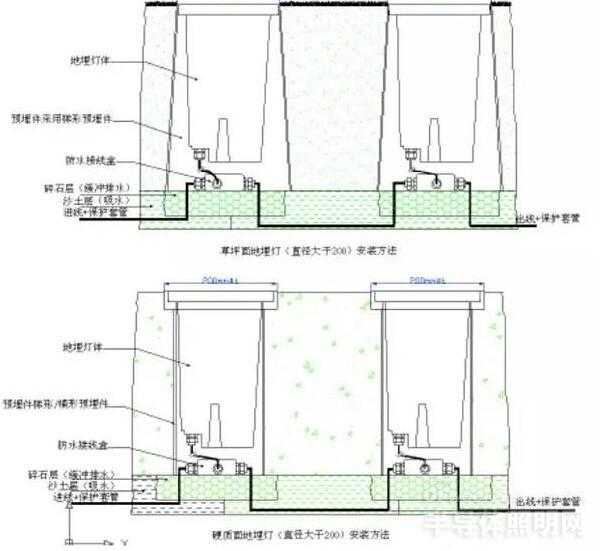 地埋灯体
预埋件采用梯形预埋件
防水接线盒
碎石层（缓冲排水）
沙土层（吸水）
进线+保护套管
出线+保护套管
草坪面地埋灯（直径大于200）安装方法
地埋灯体
预埋件梯形/桶形预埋件
防水接线盒
碎石层（缓冲排水）
沙土层（吸水）
进线+保护套管
出线+保护套管
硬质面地埋灯（直径大于200）安装方法
X
半导体照明网